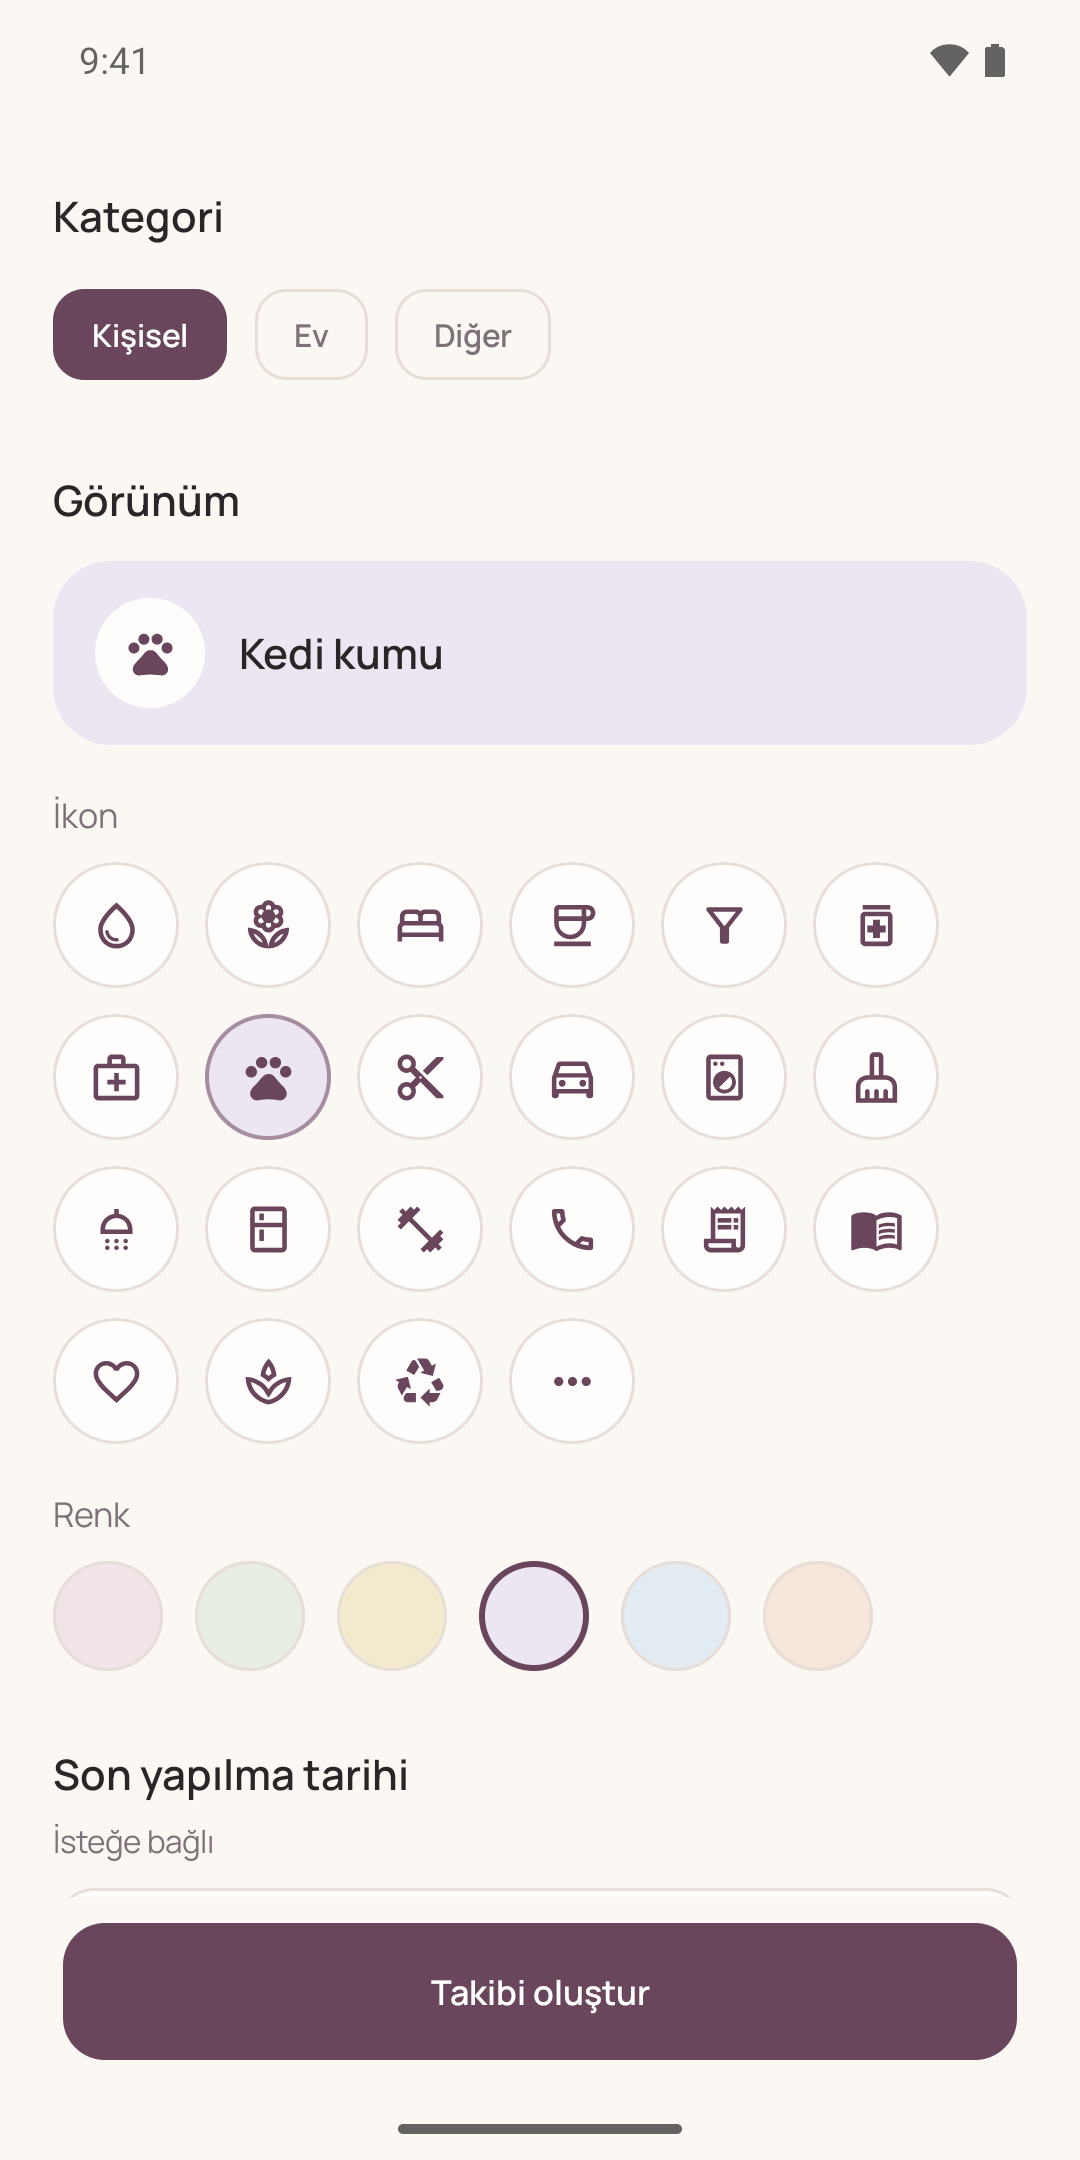 9:41
Kategori
Kişisel Ev Diğer
Görünüm
Kedi kumu
İkon
Renk
Son yapılma tarihi
İsteğe bağlı
Takibi oluştur